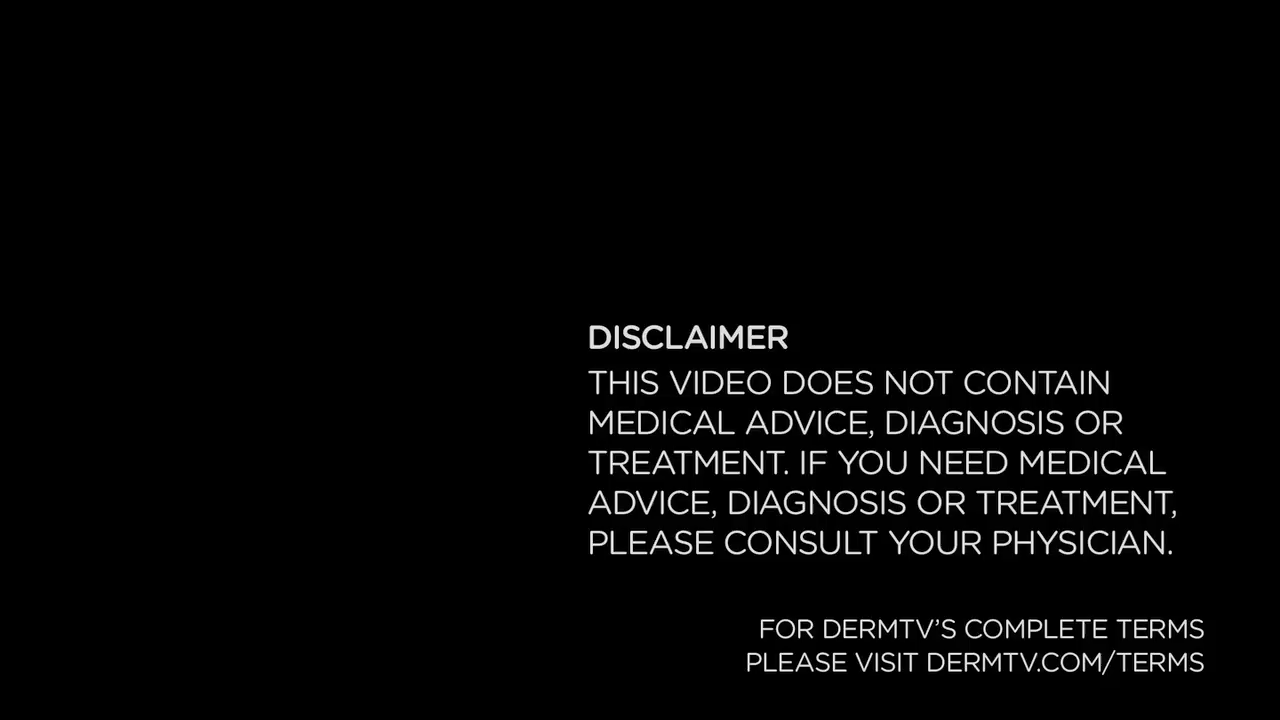 DISCLAIMER
THIS VIDEO DOES NOT CONTAIN
MEDICAL ADVICE, DIAGNOSIS OR
TREATMENT. IF YOU NEED MEDICAL
ADVICE, DIAGNOSIS OR TREATMENT,
PLEASE CONSULT YOUR PHYSICIAN.
FOR DERMTV’S COMPLETE TERMS
PLEASE VISIT DERMTV.COM/TERMS